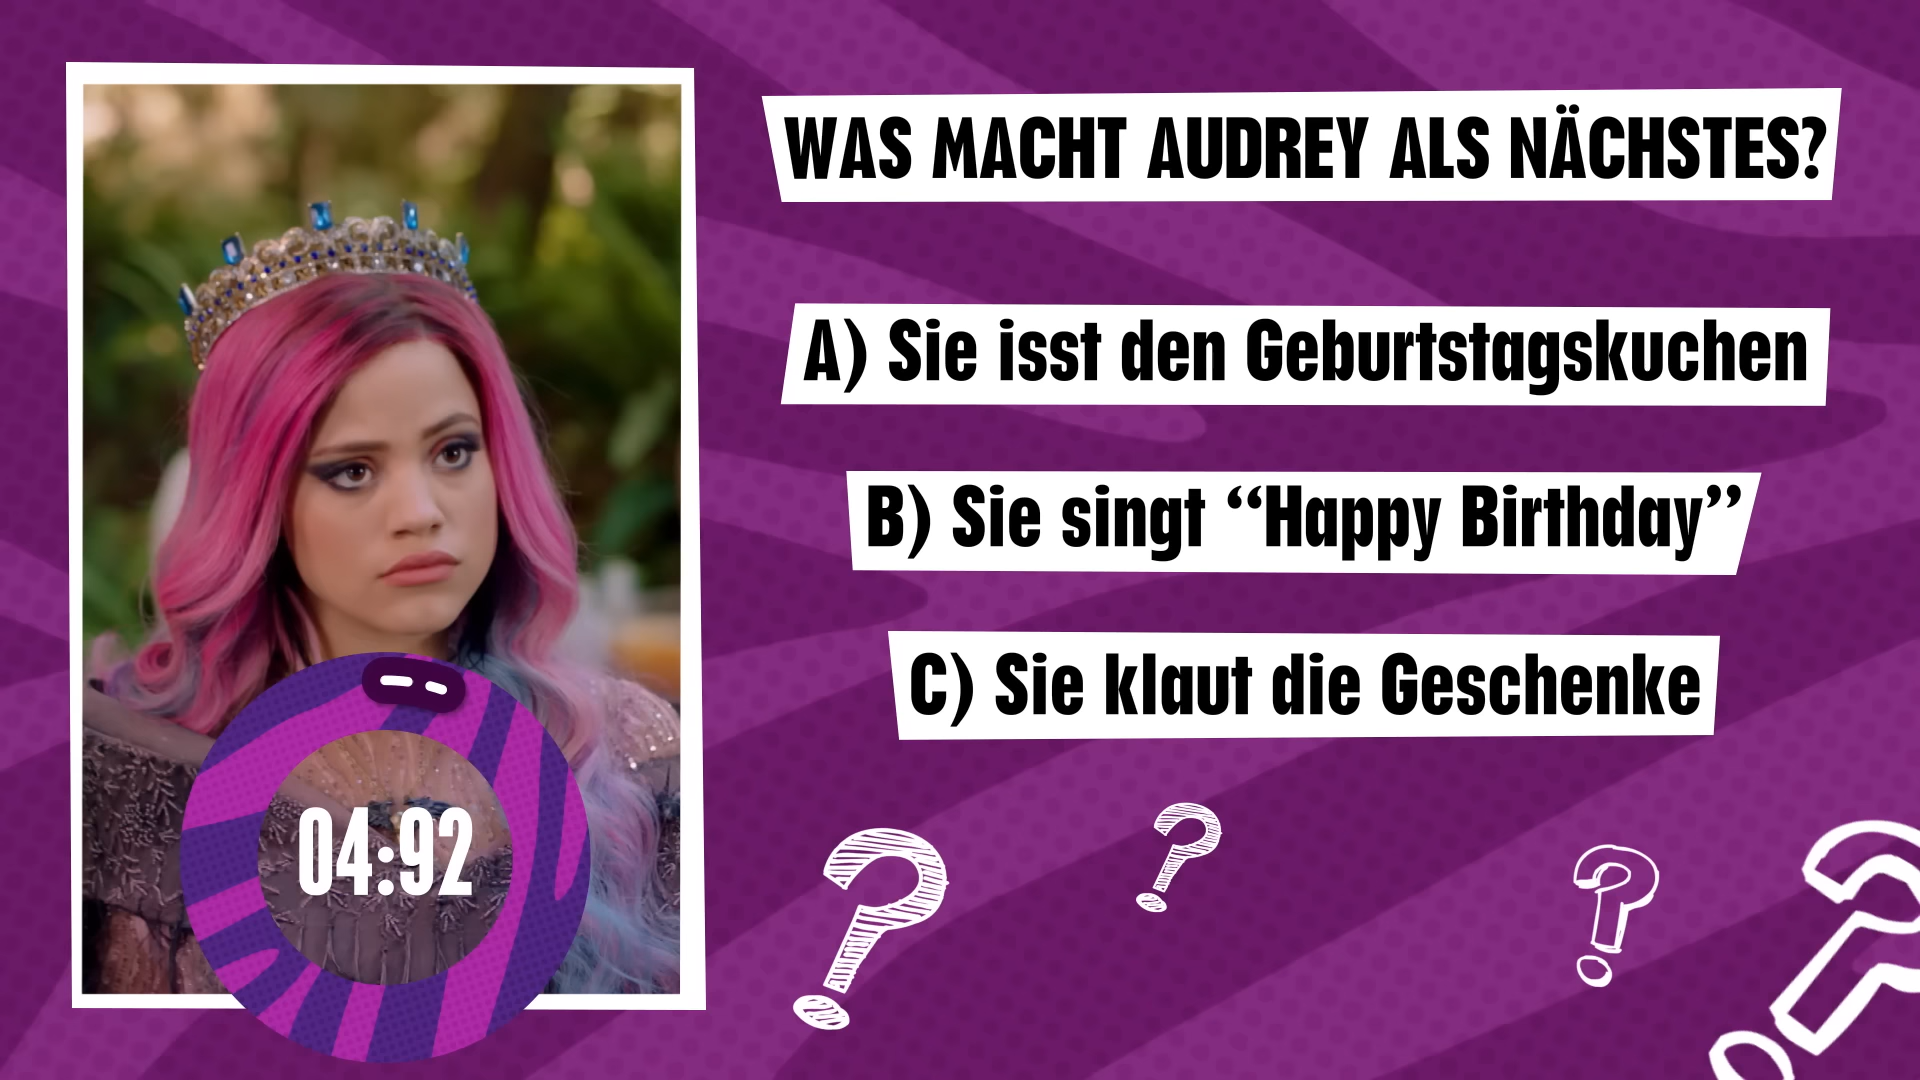 WAS MACHT AUDREY ALS NÄCHSTES?
A) Sie isst den Geburtstagskuchen
B) Sie singt “Happy Birthday”
C) Sie klaut die Geschenke
04:92